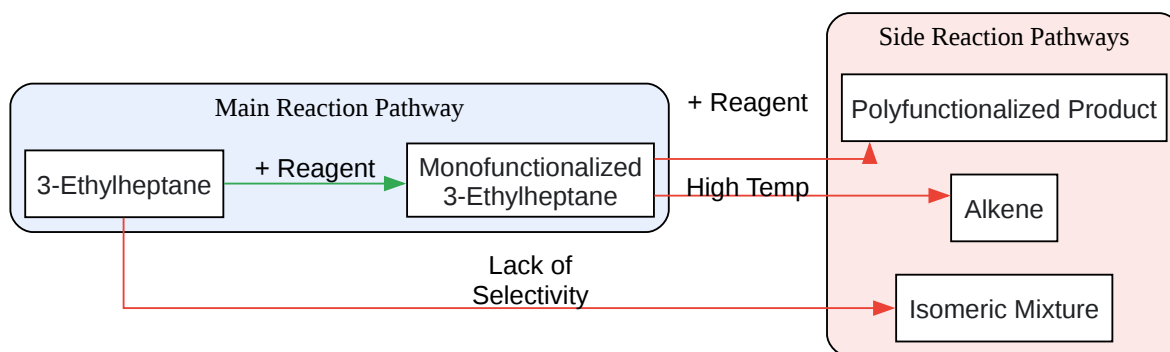 Side Reaction Pathways
Main Reaction Pathway
+ Reagent
Polyfunctionalized Product
3-Ethylheptane
+ Reagent
Monofunctionalized
3-Ethylheptane
High Temp
Alkene
Lack of
Selectivity
Isomeric Mixture